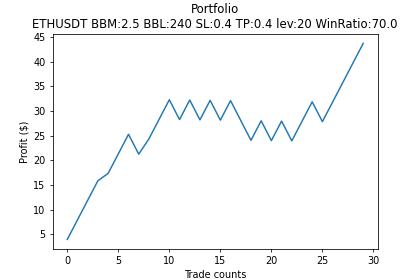 Portfolio
ETHUSDT BBM:2.5 BBL:240 SL:0.4 TP:0.4 lev:20 WinRatio:70.0
45
40
35
30
25
20
15
10
5
Profit ($)
0 5 10 15 20 25 30
Trade counts